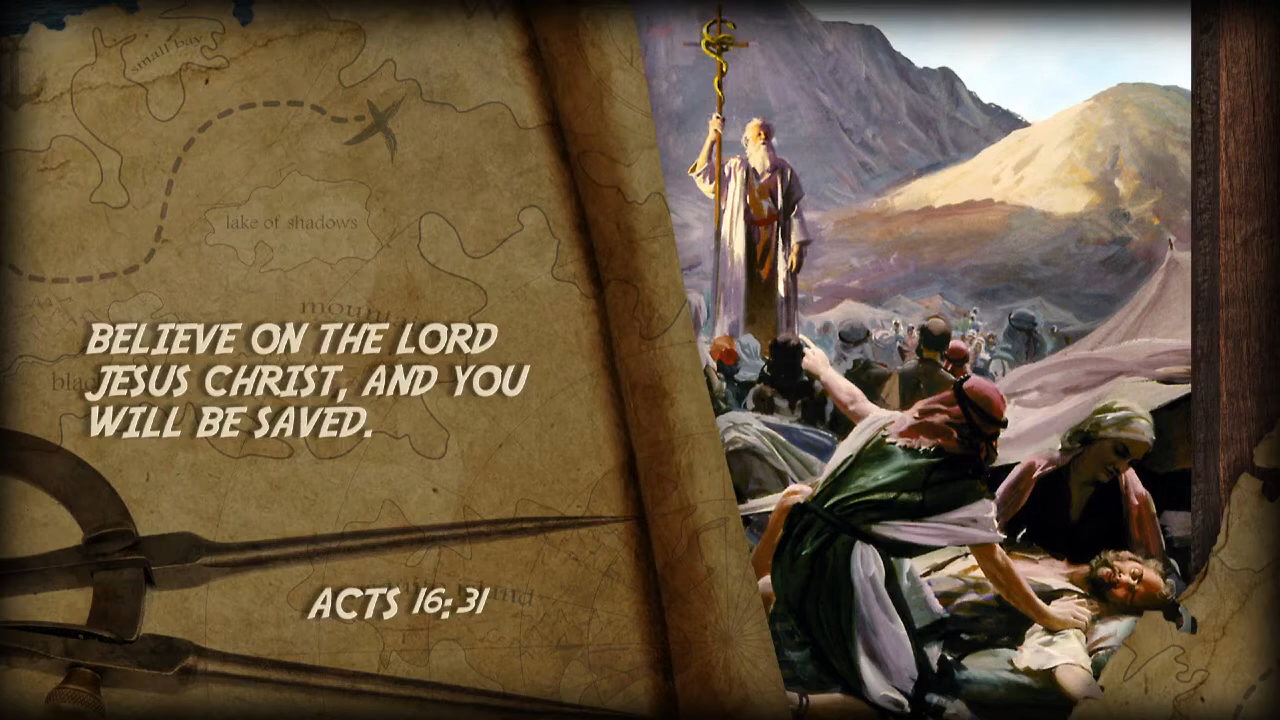 small bay
lake of shadows
mount
BELIEVE ON THE LORD
JESUS CHRIST, AND YOU
WILL BE SAVED.
ACTS 16:31